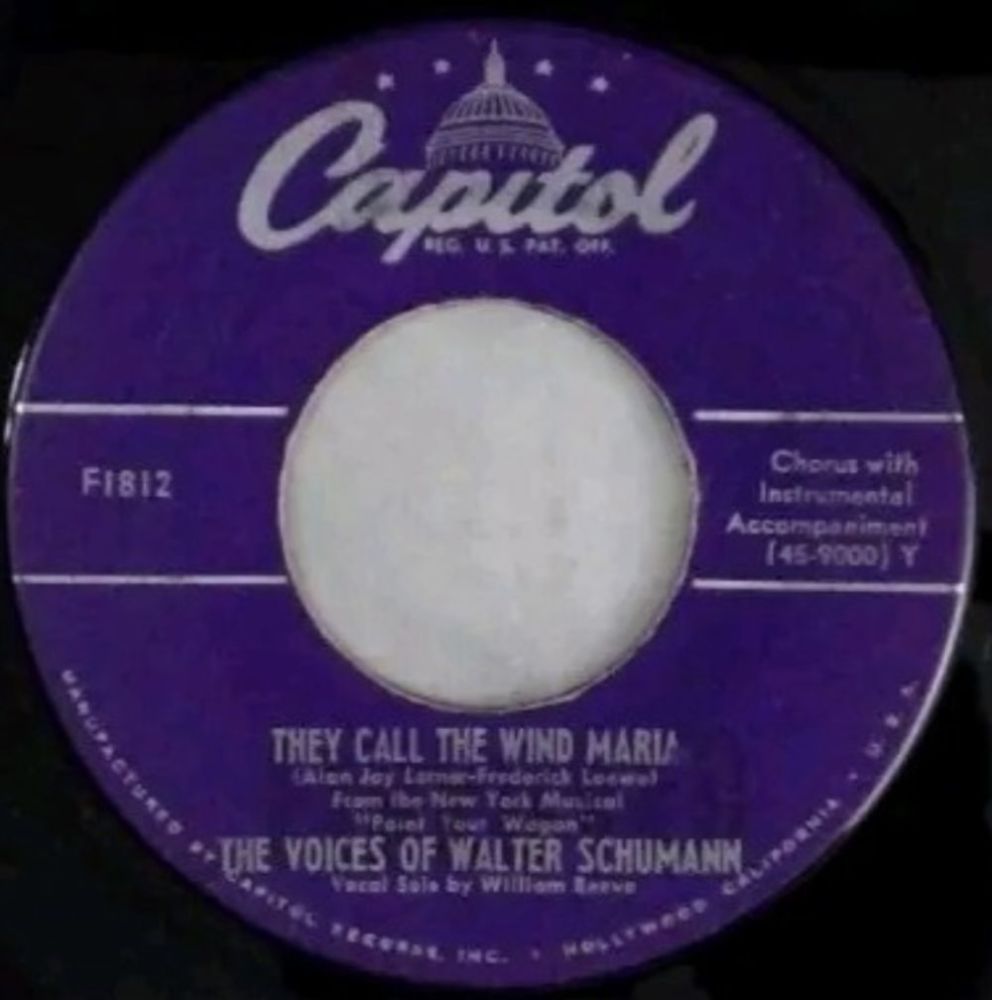 Capitol
REG. U.S. PAT. OFF.
F1812
Chorus with
Instrumental
Accompaniment
(45-9000) Y
THEY CALL THE WIND MARIA
(Alan Jay Lerner-Frederick Loewe)
From the New York Musical
"Paint Your Wagon"
THE VOICES OF WALTER SCHUMANN
Vocal Solo by William Reeve
MANUFACTURED BY CAPITOL RECORDS, INC. • HOLLYWOOD CALIFORNIA • U.S.A.